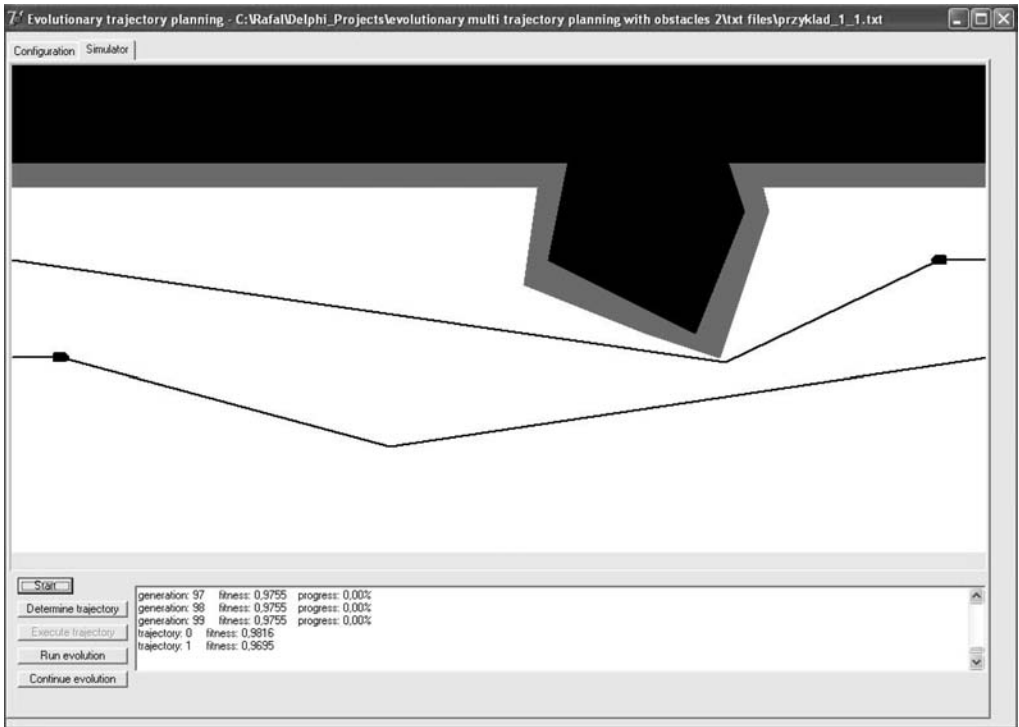 Evolutionary trajectory planning - C:\Rafal\Delphi_Projects\evolutionary multi trajectory planning with obstacles 2\txt files\przyklad_1_1.txt
Configuration Simulator
Start
Determine trajectory
Execute trajectory
Run evolution
Continue evolution
generation: 97 fitness: 0,9755 progress: 0,00%
generation: 98 fitness: 0,9755 progress: 0,00%
generation: 99 fitness: 0,9755 progress: 0,00%
trajectory: 0 fitness: 0,9816
trajectory: 1 fitness: 0,9695